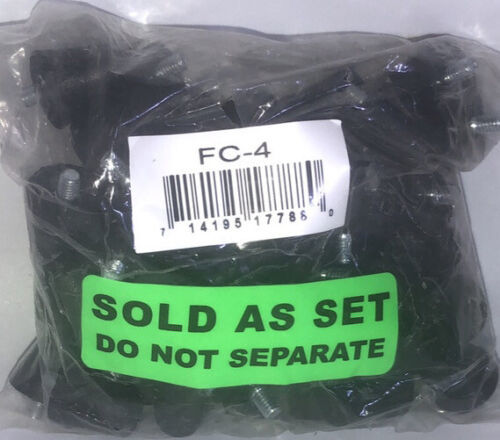 FC-4
7 14195 17786 0
SOLD AS SET
DO NOT SEPARATE